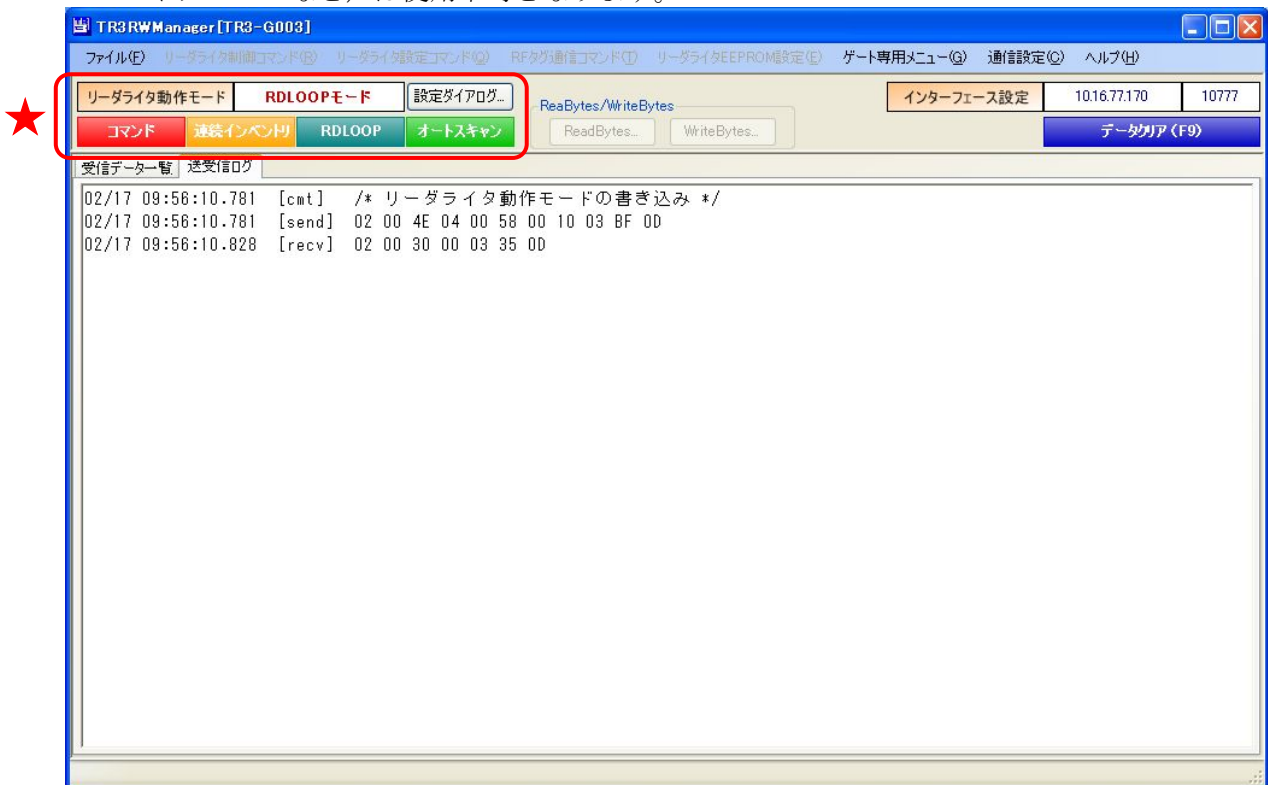 TR3RWManager[TR3-G003]
ファイル(F) リーダライタ制御コマンド(R) リーダライタ設定コマンド(Q) RFタグ通信コマンド(T) リーダライタEEPROM設定(E) ゲート専用メニュー(G) 通信設定(C) ヘルプ(H)
リーダライタ動作モード RDLOOPモード 設定ダイアログ... ReaBytes/WriteBytes インターフェース設定 10.16.77.170 10777
コマンド 連続インベントリ RDLOOP オートスキャン ReadBytes... WriteBytes... データクリア(F9)
受信データ一覧 送受信ログ
02/17 09:56:10.781 [cmt] /* リーダライタ動作モードの書き込み */
02/17 09:56:10.781 [send] 02 00 4E 04 00 58 00 10 03 BF 0D
02/17 09:56:10.828 [recv] 02 00 30 00 03 35 0D